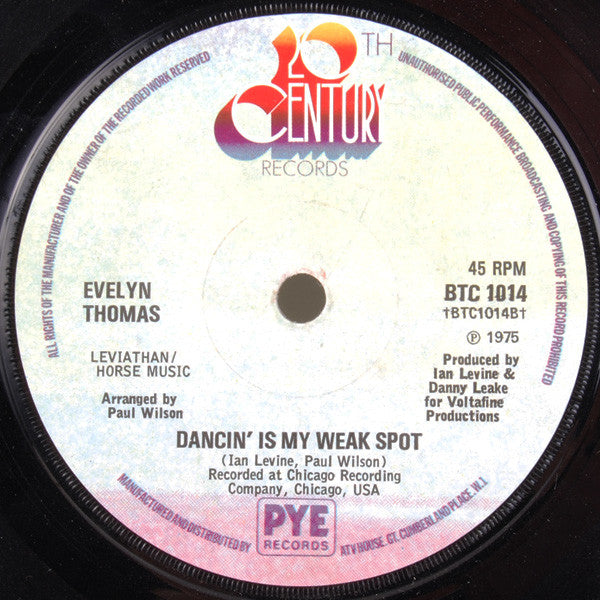 20TH
CENTURY
RECORDS
ALL RIGHTS OF THE MANUFACTURER AND OF THE OWNER OF THE RECORDED WORK RESERVED
UNAUTHORISED PUBLIC PERFORMANCE BROADCASTING AND COPYING OF THIS RECORD PROHIBITED
EVELYN
THOMAS
45 RPM
BTC 1014
†BTC1014B†
℗ 1975
LEVIATHAN/
HORSE MUSIC
Arranged by
Paul Wilson
Produced by
Ian Levine &
Danny Leake
for Voltafine
Productions
DANCIN' IS MY WEAK SPOT
(Ian Levine, Paul Wilson)
Recorded at Chicago Recording
Company, Chicago, USA
MANUFACTURED AND DISTRIBUTED BY
PYE
RECORDS
ATV HOUSE GT. CUMBERLAND PLACE, W.1.